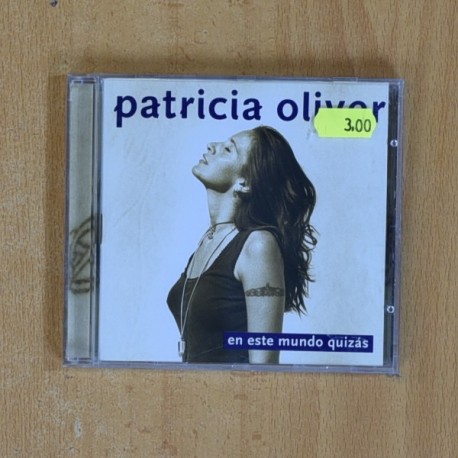 patricia oliver
3,00
en este mundo quizás